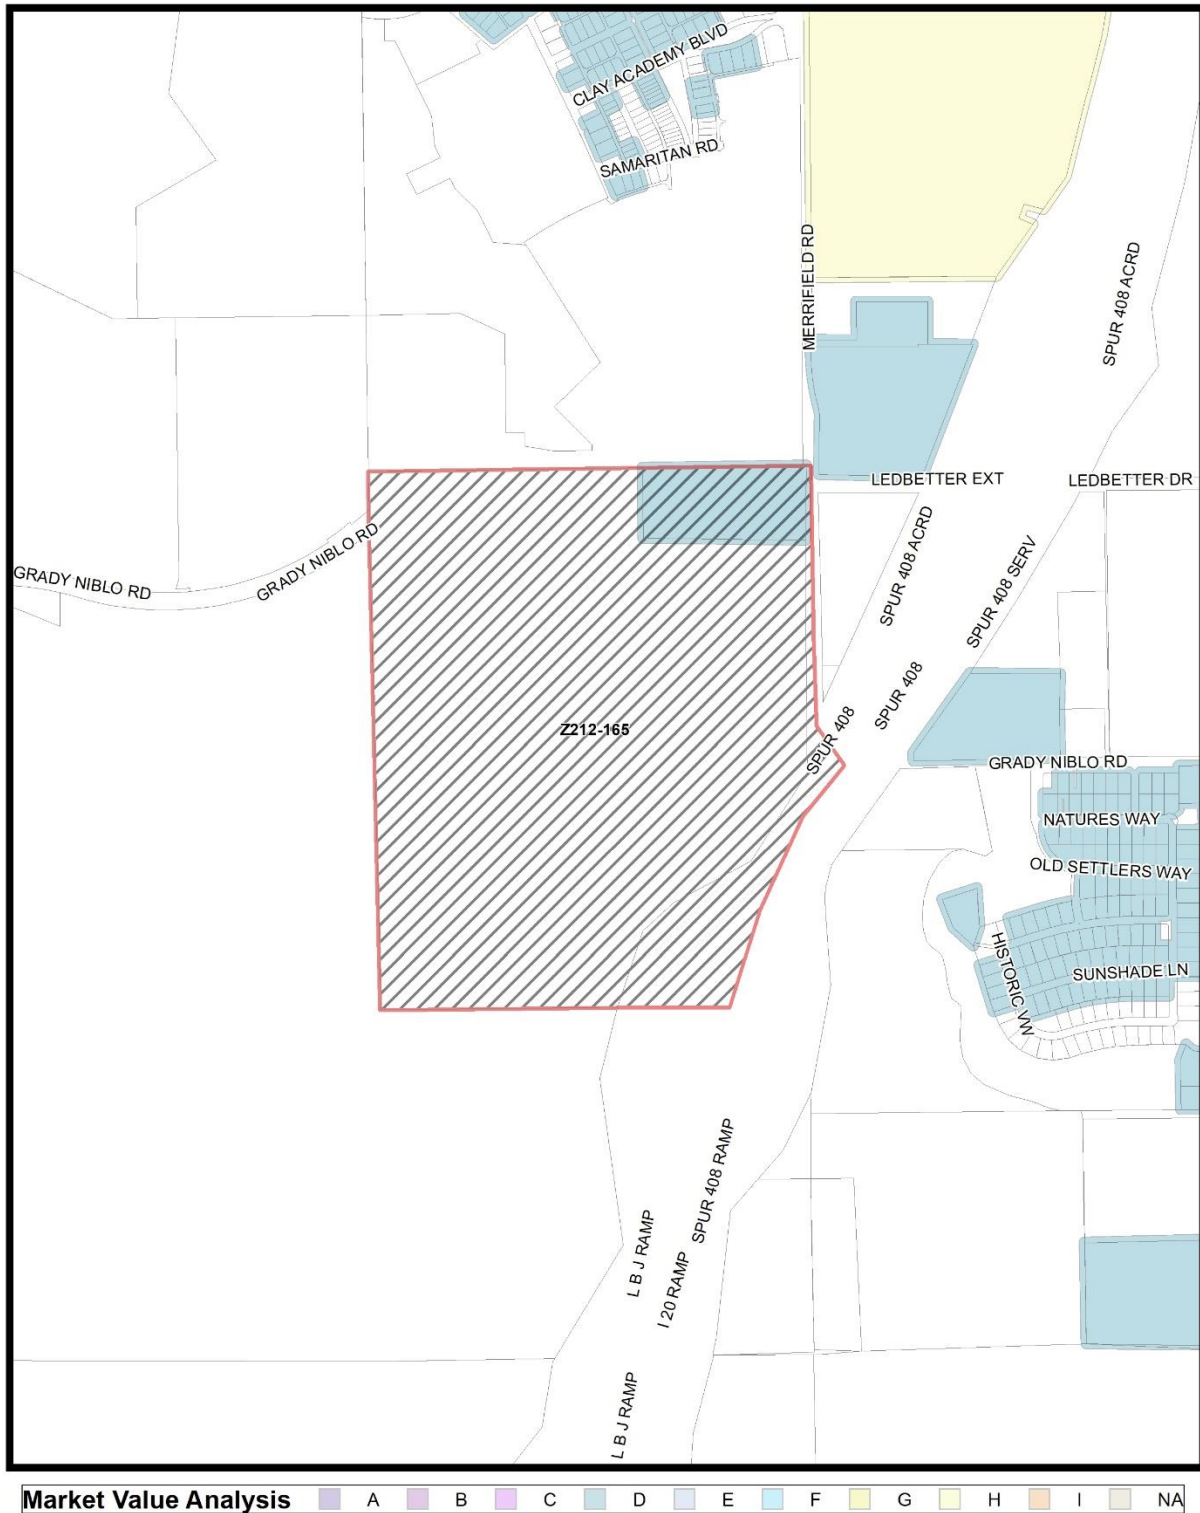 CLAY ACADEMY BLVD
SAMARITAN RD
MERRIFIELD RD
SPUR 408 ACRD
LEDBETTER EXT
LEDBETTER DR
GRADY NIBLO RD
GRADY NIBLO RD
SPUR 408 ACRD
SPUR 408 SERV
SPUR 408
SPUR 408
Z212-165
GRADY NIBLO RD
NATURES WAY
OLD SETTLERS WAY
HISTORIC VW
SUNSHADE LN
SPUR 408 RAMP
L B J RAMP
I 20 RAMP
L B J RAMP
Market Value Analysis A B C D E F G H I NA